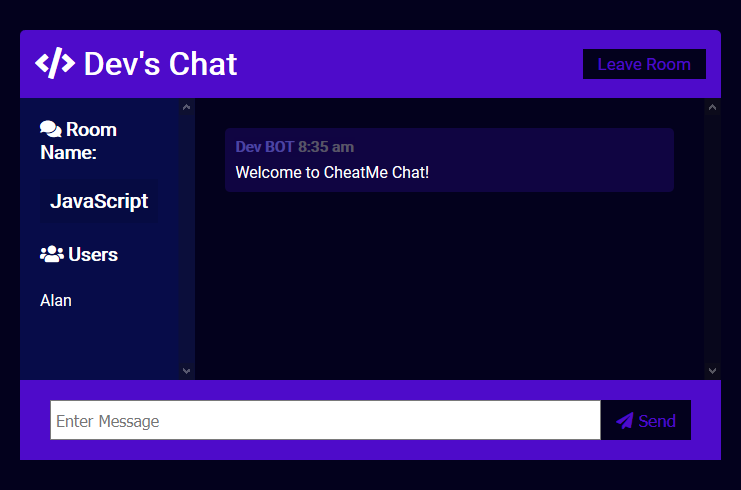 Dev's Chat
Leave Room
Room
Name:
JavaScript
Users
Alan
Dev BOT 8:35 am
Welcome to CheatMe Chat!
Enter Message
Send